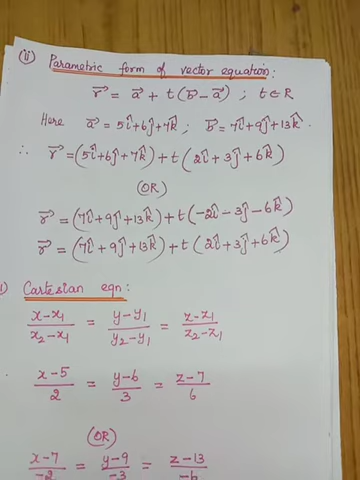 (ii) Parametric form of vector equation:
r⃗ = a⃗ + t(b⃗ - a⃗) ; t ∈ R
Here a⃗ = 5î+6ĵ+7k̂ ; b⃗ = 7î+9ĵ+13k̂.
∴ r⃗ = (5î+6ĵ+7k̂) + t(2î+3ĵ+6k̂)
(OR)
r⃗ = (7î+9ĵ+13k̂) + t(-2î-3ĵ-6k̂)
r⃗ = (7î+9ĵ+13k̂) + t(2î+3ĵ+6k̂)
) Cartesian eqn:
(x-x₁)/(x₂-x₁) = (y-y₁)/(y₂-y₁) = (z-z₁)/(z₂-z₁)
(x-5)/2 = (y-6)/3 = (z-7)/6
(OR)
(x-7)/-2 = (y-9)/-3 = (z-13)/-6